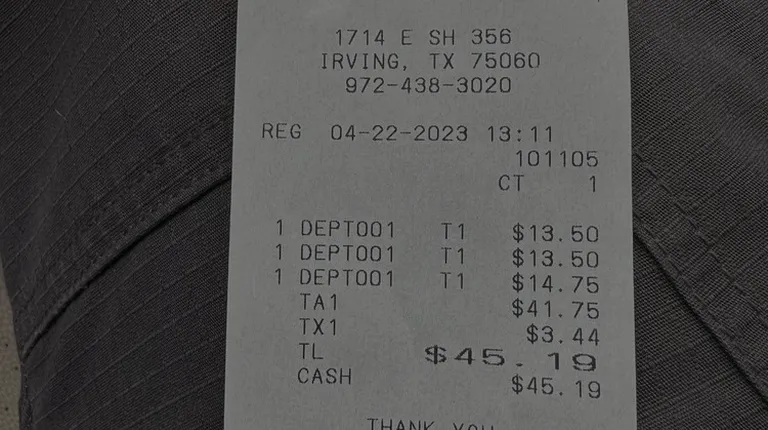 1714 E SH 356
IRVING, TX 75060
972-438-3020
REG 04-22-2023 13:11
101105
CT 1
1 DEPT001 T1 $13.50
1 DEPT001 T1 $13.50
1 DEPT001 T1 $14.75
TA1 $41.75
TX1 $3.44
TL $45.19
CASH $45.19
THANK YOU